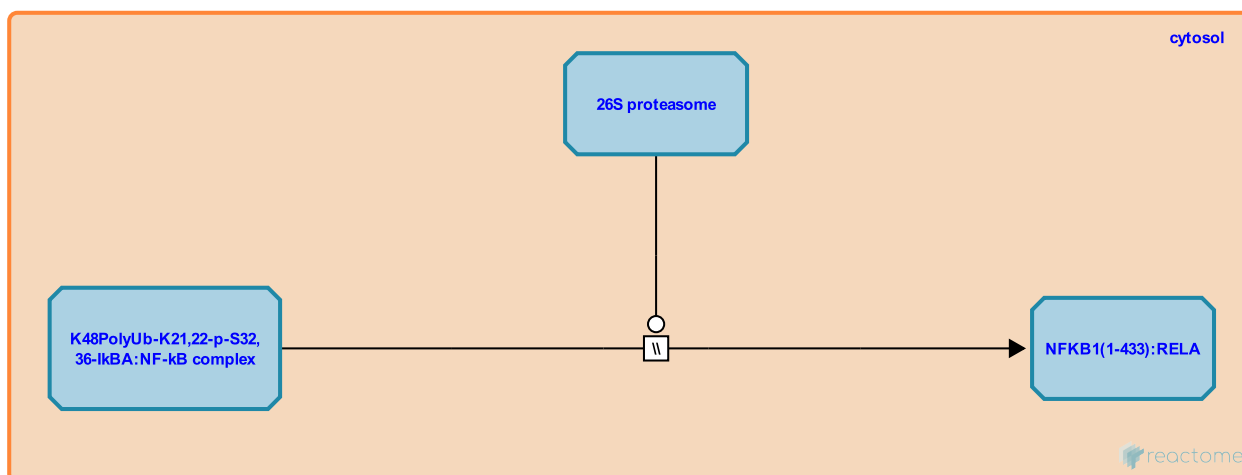 cytosol
26S proteasome
K48PolyUb-K21,22-p-S32,
36-IkBA:NF-kB complex
\\
NFKB1(1-433):RELA
reactome